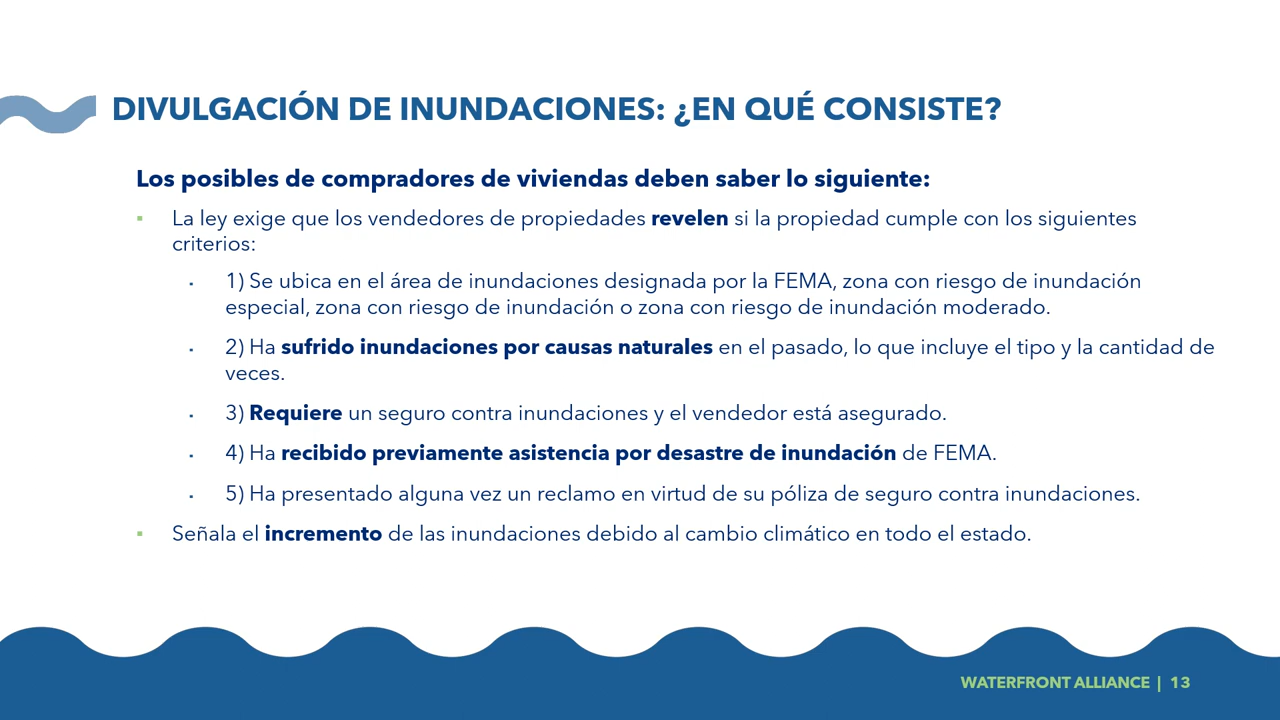 DIVULGACIÓN DE INUNDACIONES: ¿EN QUÉ CONSISTE?
Los posibles de compradores de viviendas deben saber lo siguiente:
La ley exige que los vendedores de propiedades revelen si la propiedad cumple con los siguientes
criterios:
1) Se ubica en el área de inundaciones designada por la FEMA, zona con riesgo de inundación
especial, zona con riesgo de inundación o zona con riesgo de inundación moderado.
2) Ha sufrido inundaciones por causas naturales en el pasado, lo que incluye el tipo y la cantidad de
veces.
3) Requiere un seguro contra inundaciones y el vendedor está asegurado.
4) Ha recibido previamente asistencia por desastre de inundación de FEMA.
5) Ha presentado alguna vez un reclamo en virtud de su póliza de seguro contra inundaciones.
Señala el incremento de las inundaciones debido al cambio climático en todo el estado.
WATERFRONT ALLIANCE | 13